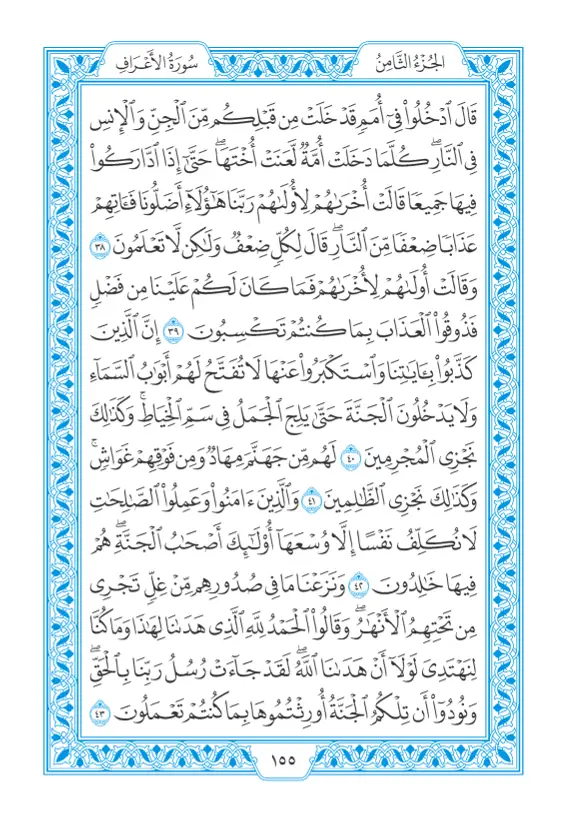 الجُزْءُ الثَّامِنُ
سُورَةُ الأَعْرَافِ
قَالَ ٱدْخُلُوا۟ فِىٓ أُمَمٍ قَدْ خَلَتْ مِن قَبْلِكُم مِّنَ ٱلْجِنِّ وَٱلْإِنسِ
فِى ٱلنَّارِ ۖ كُلَّمَا دَخَلَتْ أُمَّةٌ لَّعَنَتْ أُخْتَهَا ۖ حَتَّىٰٓ إِذَا ٱدَّارَكُوا۟
فِيهَا جَمِيعًا قَالَتْ أُخْرَىٰهُمْ لِأُولَىٰهُمْ رَبَّنَا هَٰٓؤُلَآءِ أَضَلُّونَا فَـَٔاتِهِمْ
عَذَابًا ضِعْفًا مِّنَ ٱلنَّارِ ۖ قَالَ لِكُلٍّ ضِعْفٌ وَلَٰكِن لَّا تَعْلَمُونَ ٣٨
وَقَالَتْ أُولَىٰهُمْ لِأُخْرَىٰهُمْ فَمَا كَانَ لَكُمْ عَلَيْنَا مِن فَضْلٍ
فَذُوقُوا۟ ٱلْعَذَابَ بِمَا كُنتُمْ تَكْسِبُونَ ٣٩ إِنَّ ٱلَّذِينَ
كَذَّبُوا۟ بِـَٔايَٰتِنَا وَٱسْتَكْبَرُوا۟ عَنْهَا لَا تُفَتَّحُ لَهُمْ أَبْوَٰبُ ٱلسَّمَآءِ
وَلَا يَدْخُلُونَ ٱلْجَنَّةَ حَتَّىٰ يَلِجَ ٱلْجَمَلُ فِى سَمِّ ٱلْخِيَاطِ ۚ وَكَذَٰلِكَ
نَجْزِى ٱلْمُجْرِمِينَ ٤٠ لَهُم مِّن جَهَنَّمَ مِهَادٌ وَمِن فَوْقِهِمْ غَوَاشٍ ۚ
وَكَذَٰلِكَ نَجْزِى ٱلظَّٰلِمِينَ ٤١ وَٱلَّذِينَ ءَامَنُوا۟ وَعَمِلُوا۟ ٱلصَّٰلِحَٰتِ
لَا نُكَلِّفُ نَفْسًا إِلَّا وُسْعَهَآ أُو۟لَٰٓئِكَ أَصْحَٰبُ ٱلْجَنَّةِ ۖ هُمْ
فِيهَا خَٰلِدُونَ ٤٢ وَنَزَعْنَا مَا فِى صُدُورِهِم مِّنْ غِلٍّ تَجْرِى
مِن تَحْتِهِمُ ٱلْأَنْهَٰرُ ۖ وَقَالُوا۟ ٱلْحَمْدُ لِلَّهِ ٱلَّذِى هَدَىٰنَا لِهَٰذَا وَمَا كُنَّا
لِنَهْتَدِىَ لَوْلَآ أَنْ هَدَىٰنَا ٱللَّهُ ۖ لَقَدْ جَآءَتْ رُسُلُ رَبِّنَا بِٱلْحَقِّ ۖ
وَنُودُوٓا۟ أَن تِلْكُمُ ٱلْجَنَّةُ أُورِثْتُمُوهَا بِمَا كُنتُمْ تَعْمَلُونَ ٤٣
١٥٥